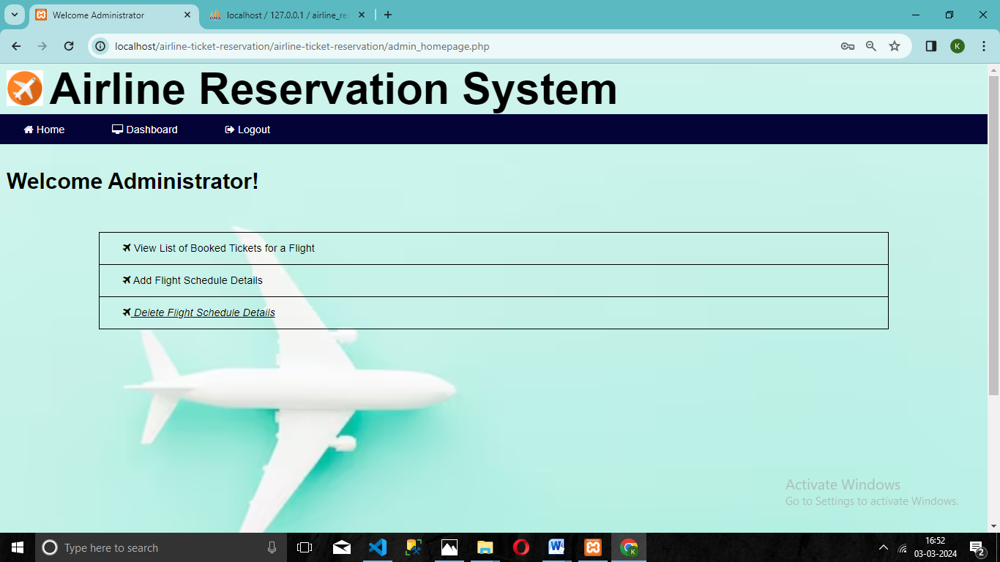 Welcome Administrator
localhost / 127.0.0.1 / airline_re
localhost/airline-ticket-reservation/airline-ticket-reservation/admin_homepage.php
K
Airline Reservation System
Home Dashboard Logout
Welcome Administrator!
View List of Booked Tickets for a Flight
Add Flight Schedule Details
Delete Flight Schedule Details
Activate Windows
Go to Settings to activate Windows.
Type here to search
W
K
16:52
03-03-2024
2